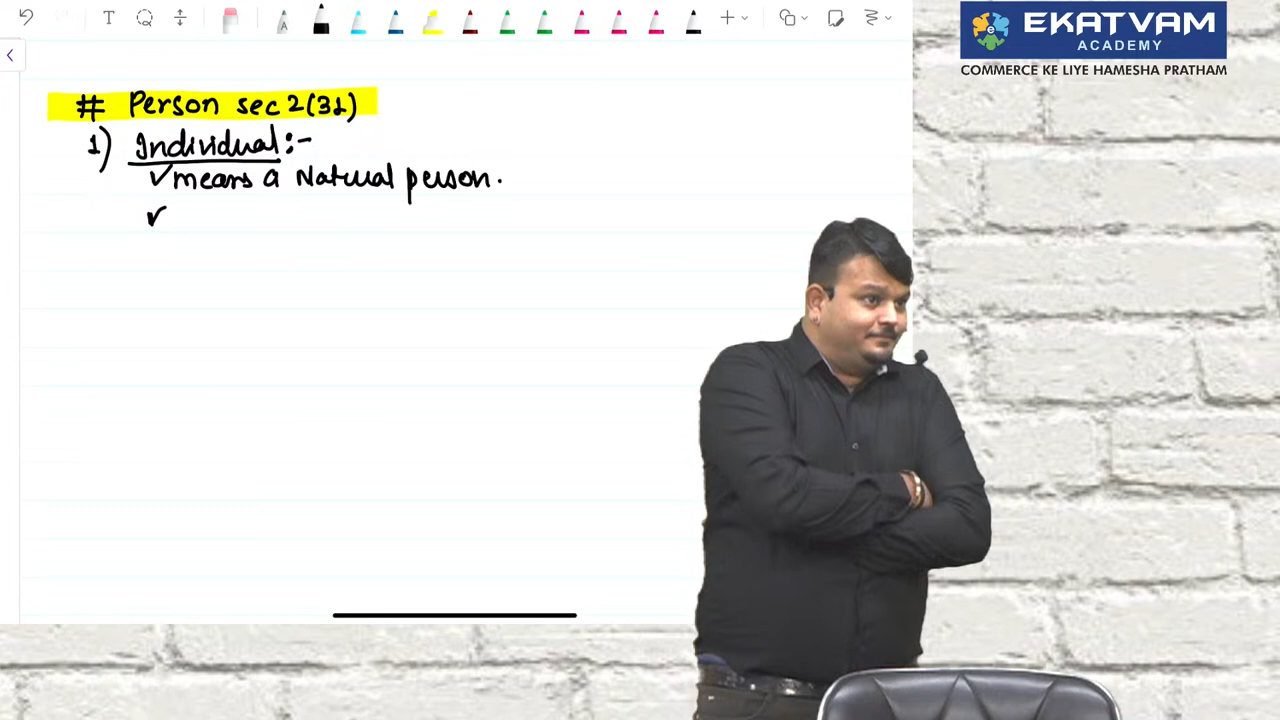 EKATVAM
ACADEMY
COMMERCE KE LIYE HAMESHA PRATHAM
# Person sec 2(31)
1) Individual:-
✓means a Natural person.
✓